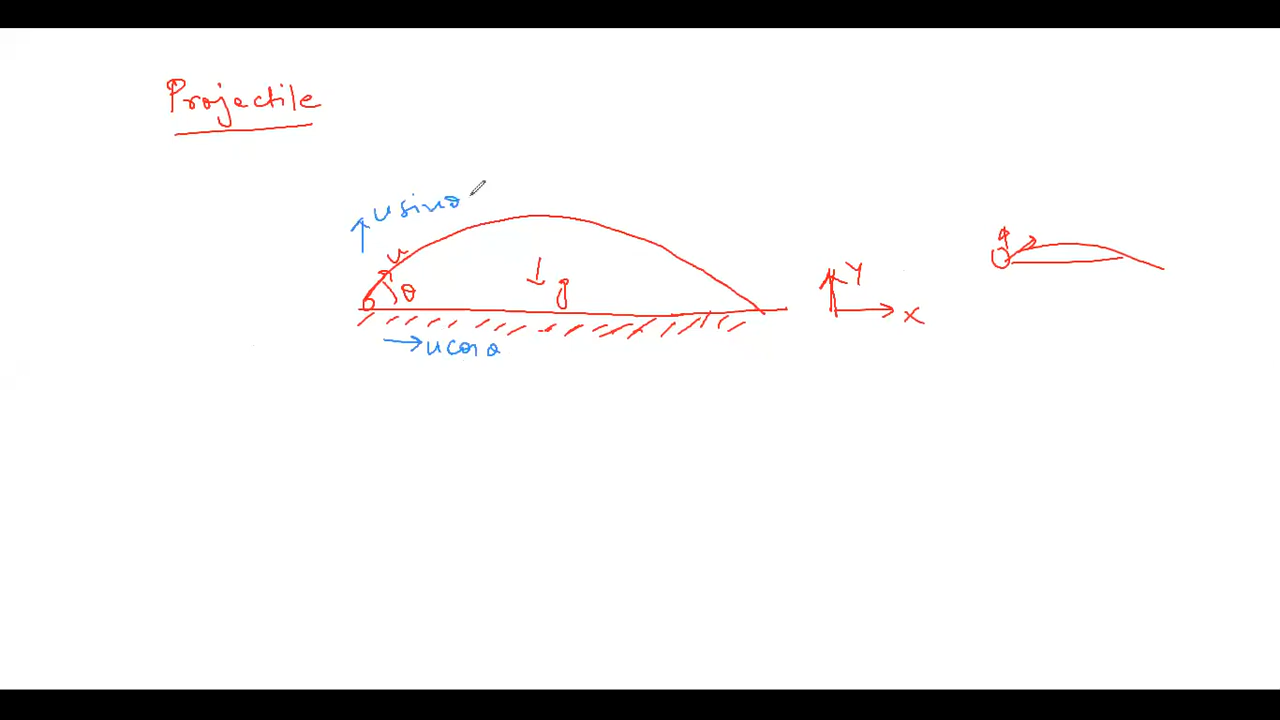 Projectile
u sinθ
u
θ
g
Y
X
u cosθ